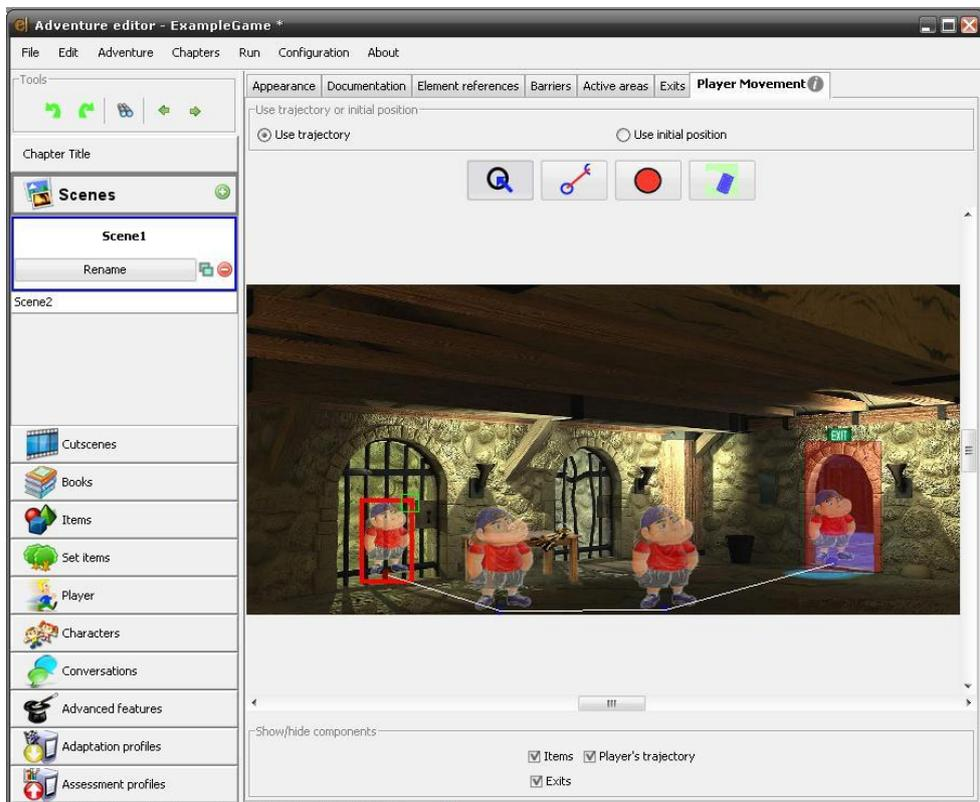 Adventure editor - ExampleGame *
File Edit Adventure Chapters Run Configuration About
Tools
Chapter Title
Scenes
Scene1
Rename
Scene2
Cutscenes
Books
Items
Set items
Player
Characters
Conversations
Advanced features
Adaptation profiles
Assessment profiles
Appearance Documentation Element references Barriers Active areas Exits Player Movement
Use trajectory or initial position
Use trajectory Use initial position
EXIT
Show/hide components
Items Player's trajectory
Exits